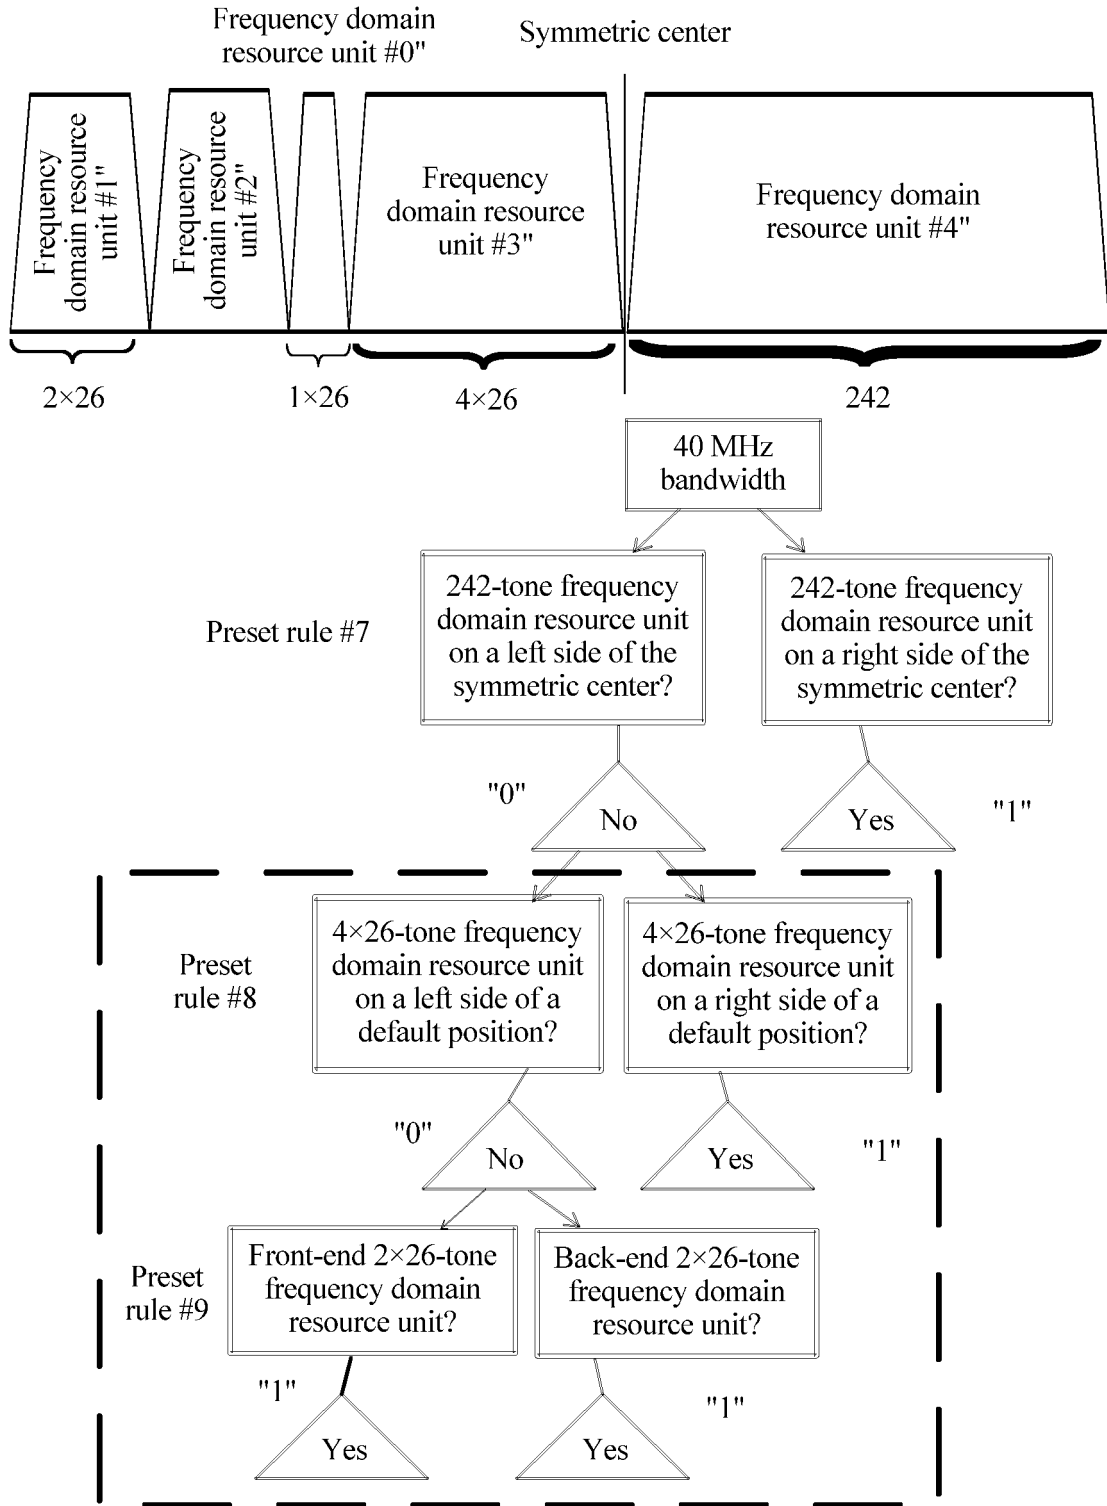 Frequency domain
resource unit #0"
Symmetric center
Frequency
domain resource
unit #1"
Frequency
domain resource
unit #2"
Frequency
domain resource
unit #3"
Frequency domain
resource unit #4"
2×26
1×26
4×26
242
40 MHz
bandwidth
Preset rule #7
242-tone frequency
domain resource unit
on a left side of the
symmetric center?
242-tone frequency
domain resource unit
on a right side of the
symmetric center?
"0"
No
Yes
"1"
Preset
rule #8
4×26-tone frequency
domain resource unit
on a left side of a
default position?
4×26-tone frequency
domain resource unit
on a right side of a
default position?
"0"
No
Yes
"1"
Preset
rule #9
Front-end 2×26-tone
frequency domain
resource unit?
Back-end 2×26-tone
frequency domain
resource unit?
"1"
Yes
Yes
"1"